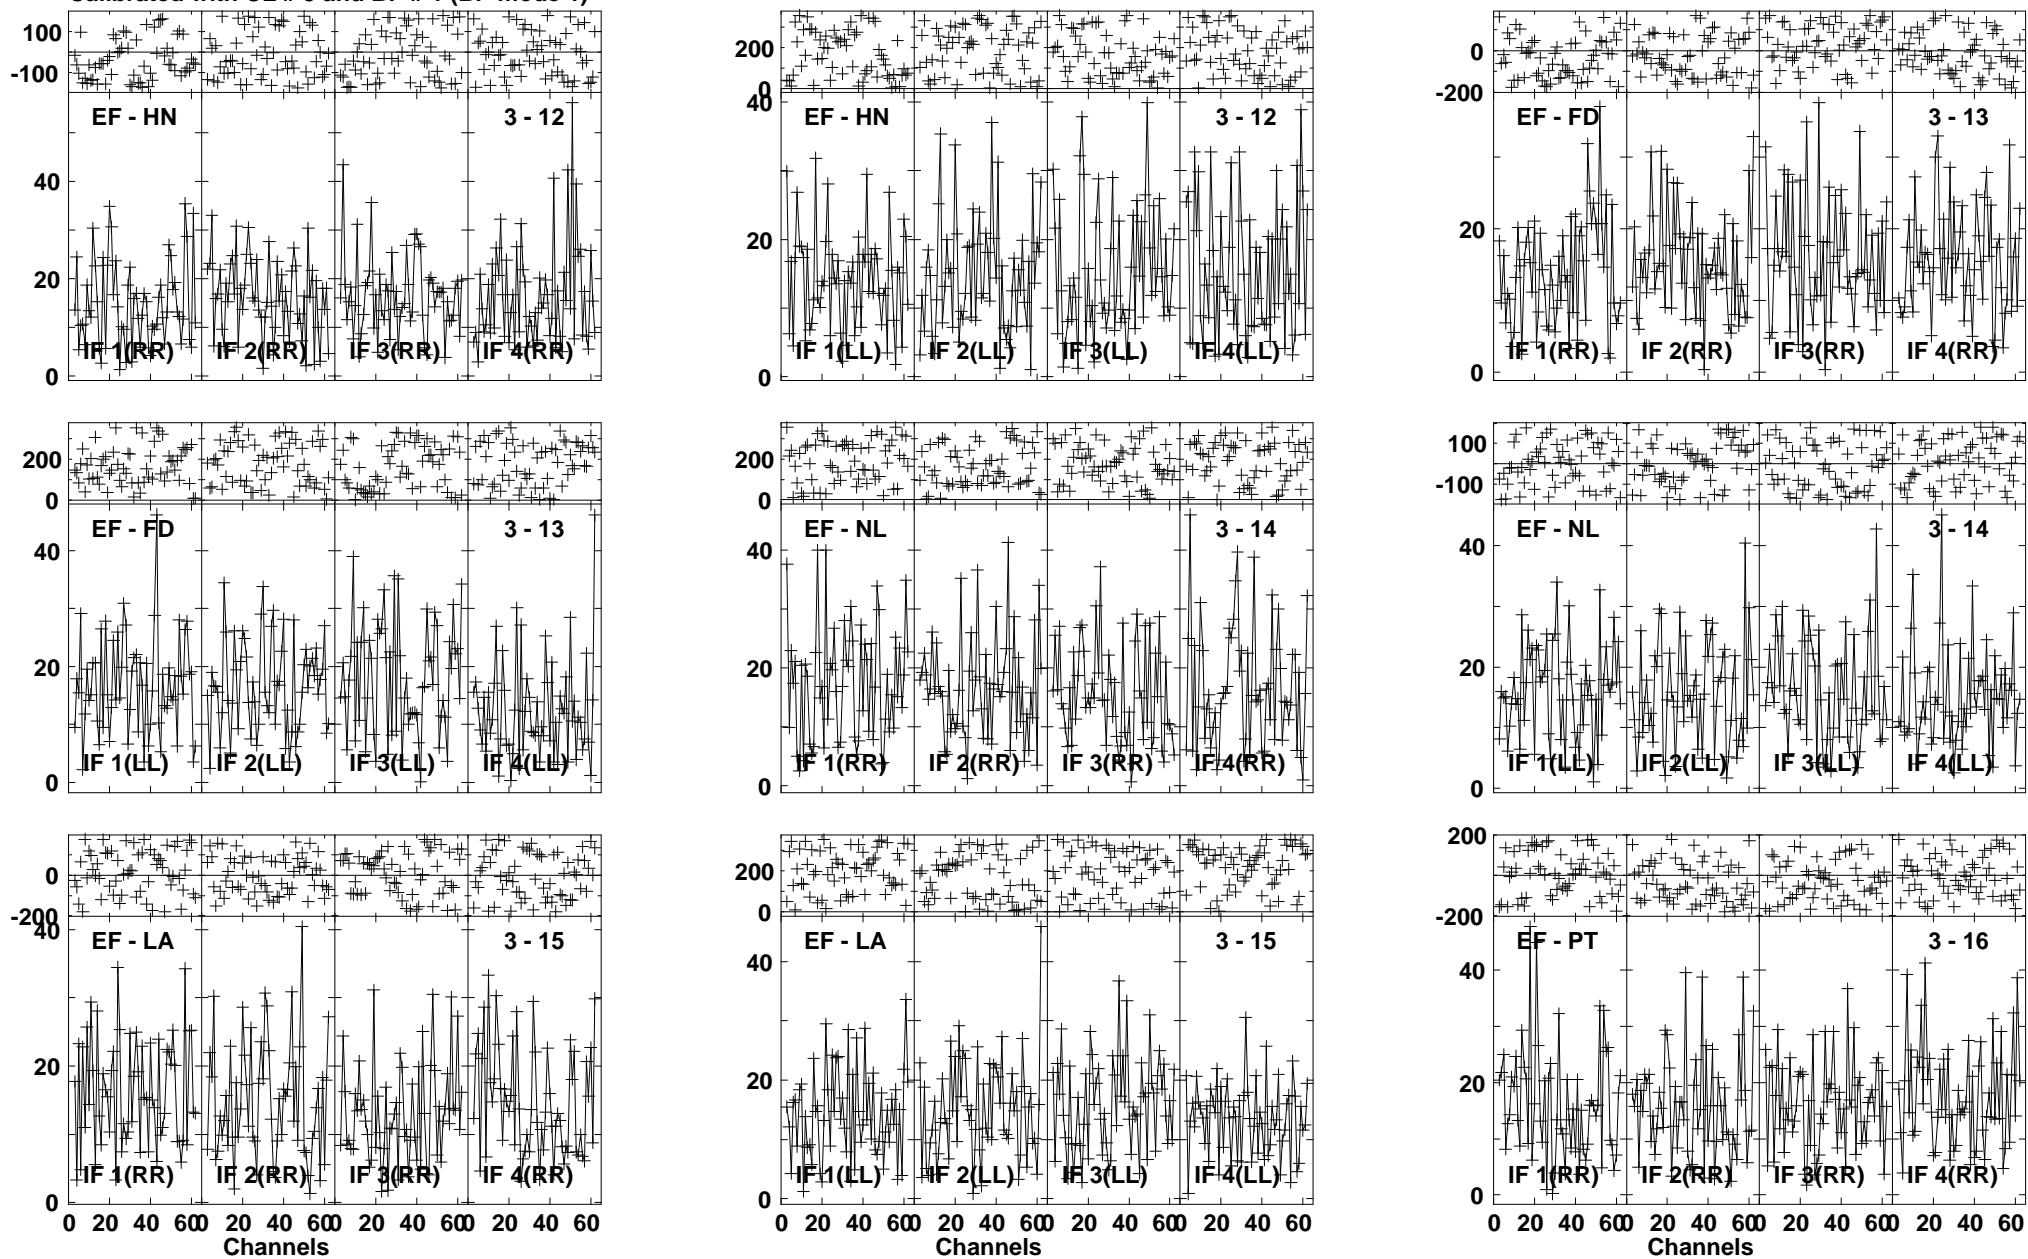 Calibrated with CL # 3 and BP # 1 (BP mode 1)
100
-100
EF - HN 3 - 12
40
20
0
IF 1(RR) IF 2(RR) IF 3(RR) IF 4(RR)
200
0
40
EF - HN 3 - 12
20
0
IF 1(LL) IF 2(LL) IF 3(LL) IF 4(LL)
0
-200
EF - FD 3 - 13
20
0
IF 1(RR) IF 2(RR) IF 3(RR) IF 4(RR)
200
0
EF - FD 3 - 13
40
20
0
IF 1(LL) IF 2(LL) IF 3(LL) IF 4(LL)
200
0
EF - NL 3 - 14
40
20
0
IF 1(RR) IF 2(RR) IF 3(RR) IF 4(RR)
100
-100
EF - NL 3 - 14
40
20
0
IF 1(LL) IF 2(LL) IF 3(LL) IF 4(LL)
0
-200
40
EF - LA 3 - 15
20
0
IF 1(RR) IF 2(RR) IF 3(RR) IF 4(RR)
0 20 40 60 0 20 40 60 0 20 40 60 0 20 40 60
Channels
200
0
EF - LA 3 - 15
40
20
0
IF 1(LL) IF 2(LL) IF 3(LL) IF 4(LL)
0 20 40 60 0 20 40 60 0 20 40 60 0 20 40 60
Channels
200
0
-200
EF - PT 3 - 16
40
20
0
IF 1(RR) IF 2(RR) IF 3(RR) IF 4(RR)
0 20 40 60 0 20 40 60 0 20 40 60 0 20 40 60
Channels